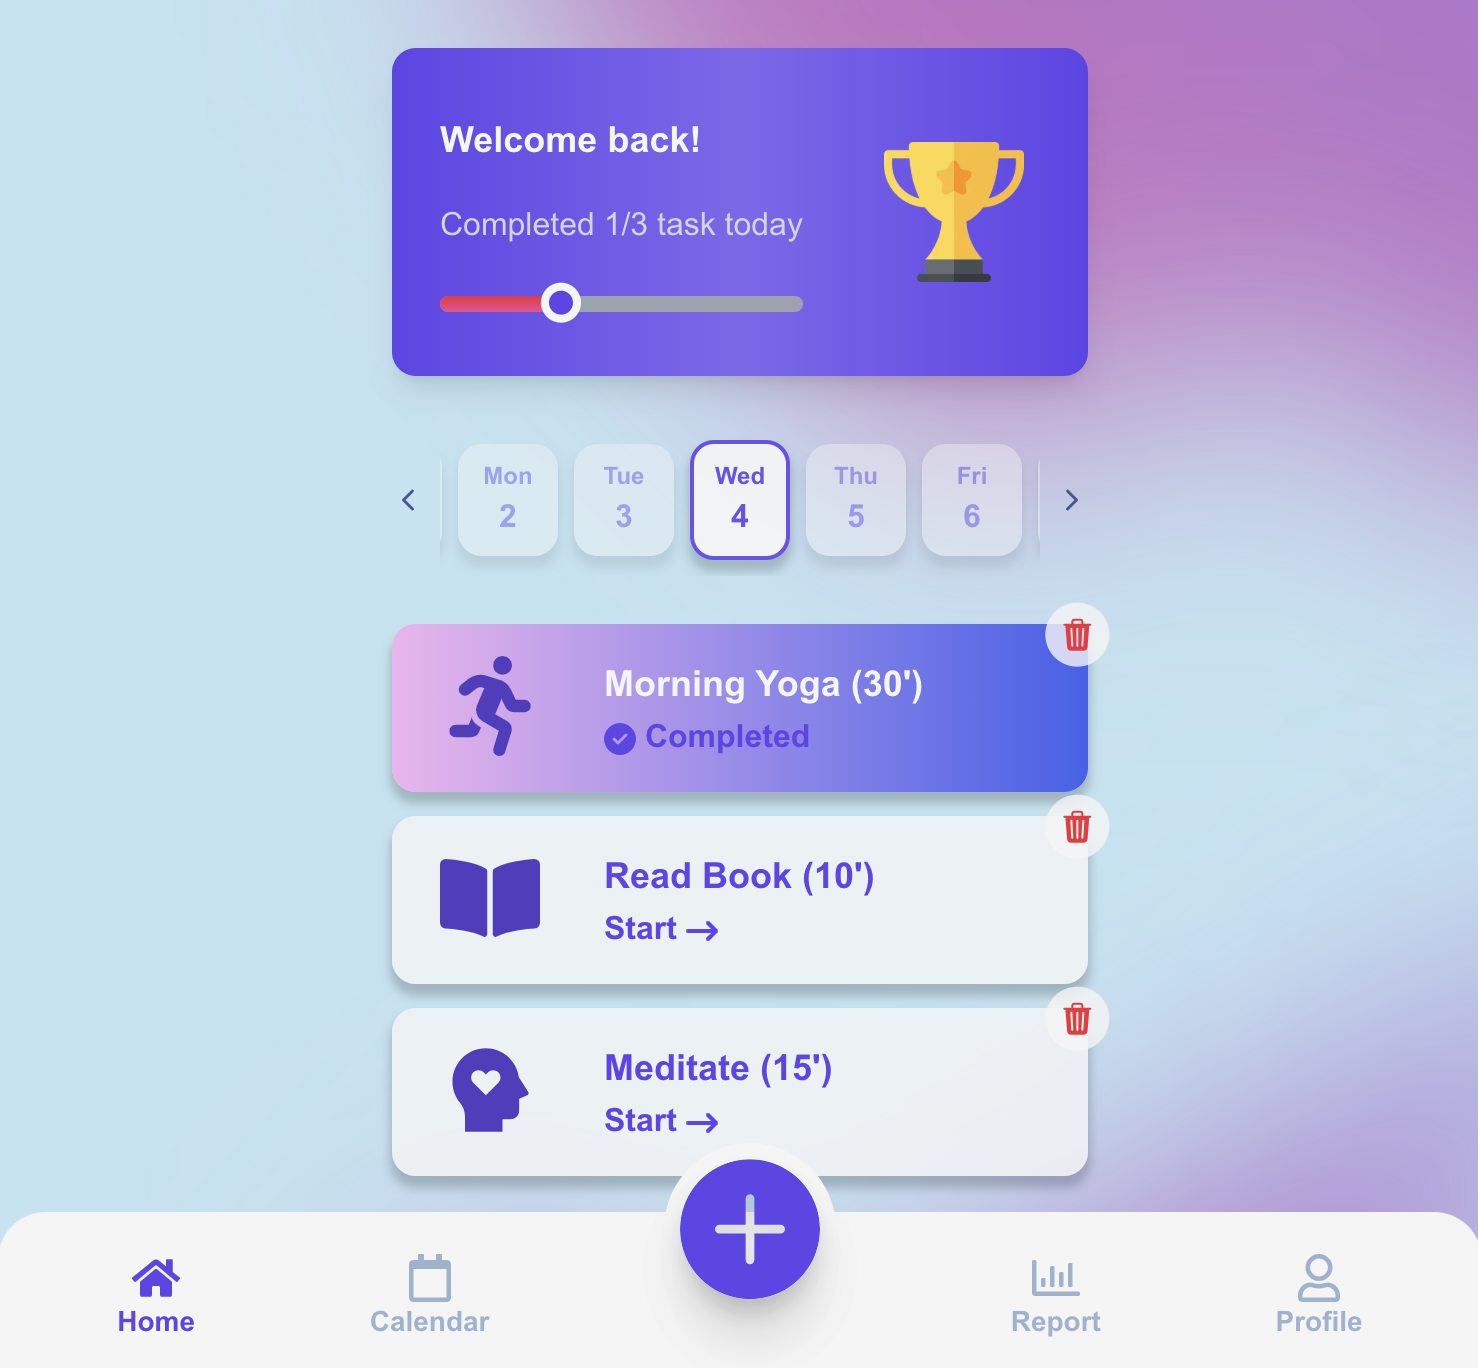 Welcome back!
Completed 1/3 task today
Mon Tue Wed Thu Fri
2 3 4 5 6
Morning Yoga (30')
Completed
Read Book (10')
Start
Meditate (15')
Start
Home Calendar Report Profile